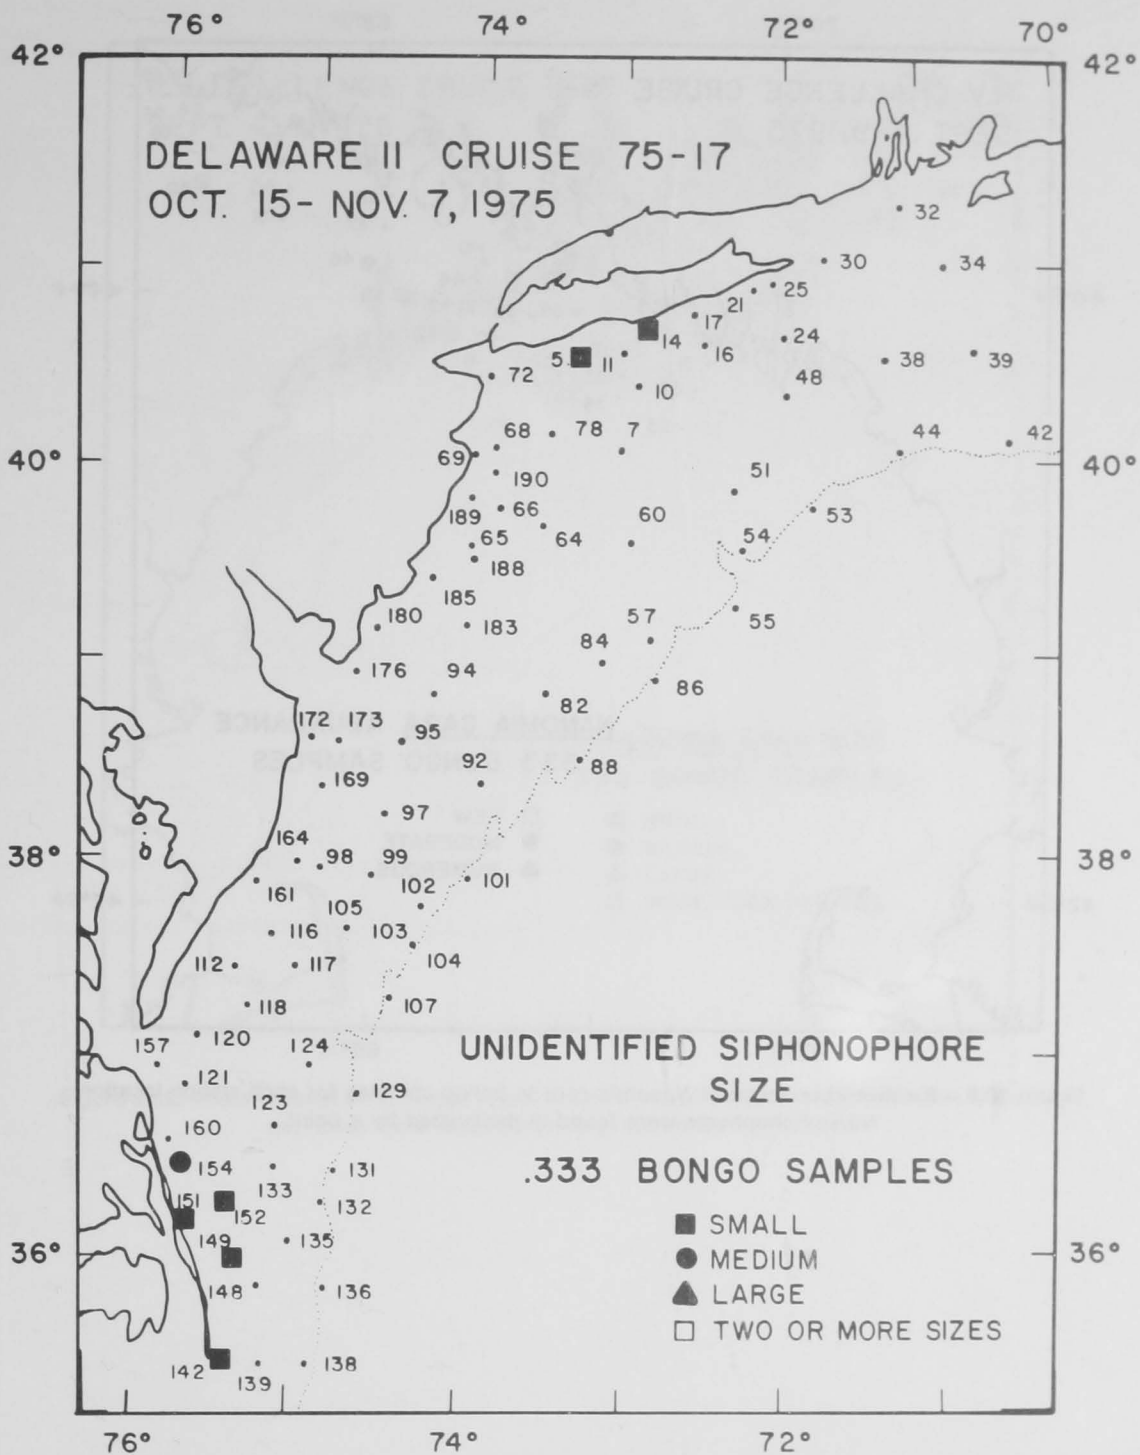 76° 74° 72° 70°
42° 42°
DELAWARE II CRUISE 75-17
OCT. 15- NOV. 7, 1975
32
30 34
25
21
17
14 24
5 11 16 38 39
72 10 48
68 78 7 44 42
40° 69 40°
190 51
66 60 53
189
65 64 54
188
185
180 183 57 55
84
176 94 86
82
172 173 95
92 88
169
97
164
38° 98 99 38°
161 102 101
105
116 103
112 117 104
118 107
120
157 124 UNIDENTIFIED SIPHONOPHORE
121 129 SIZE
123
160
154 131 .333 BONGO SAMPLES
133
151 152 132 SMALL
149 135
36° MEDIUM 36°
148 136 LARGE
TWO OR MORE SIZES
142 138
139
76° 74° 72°